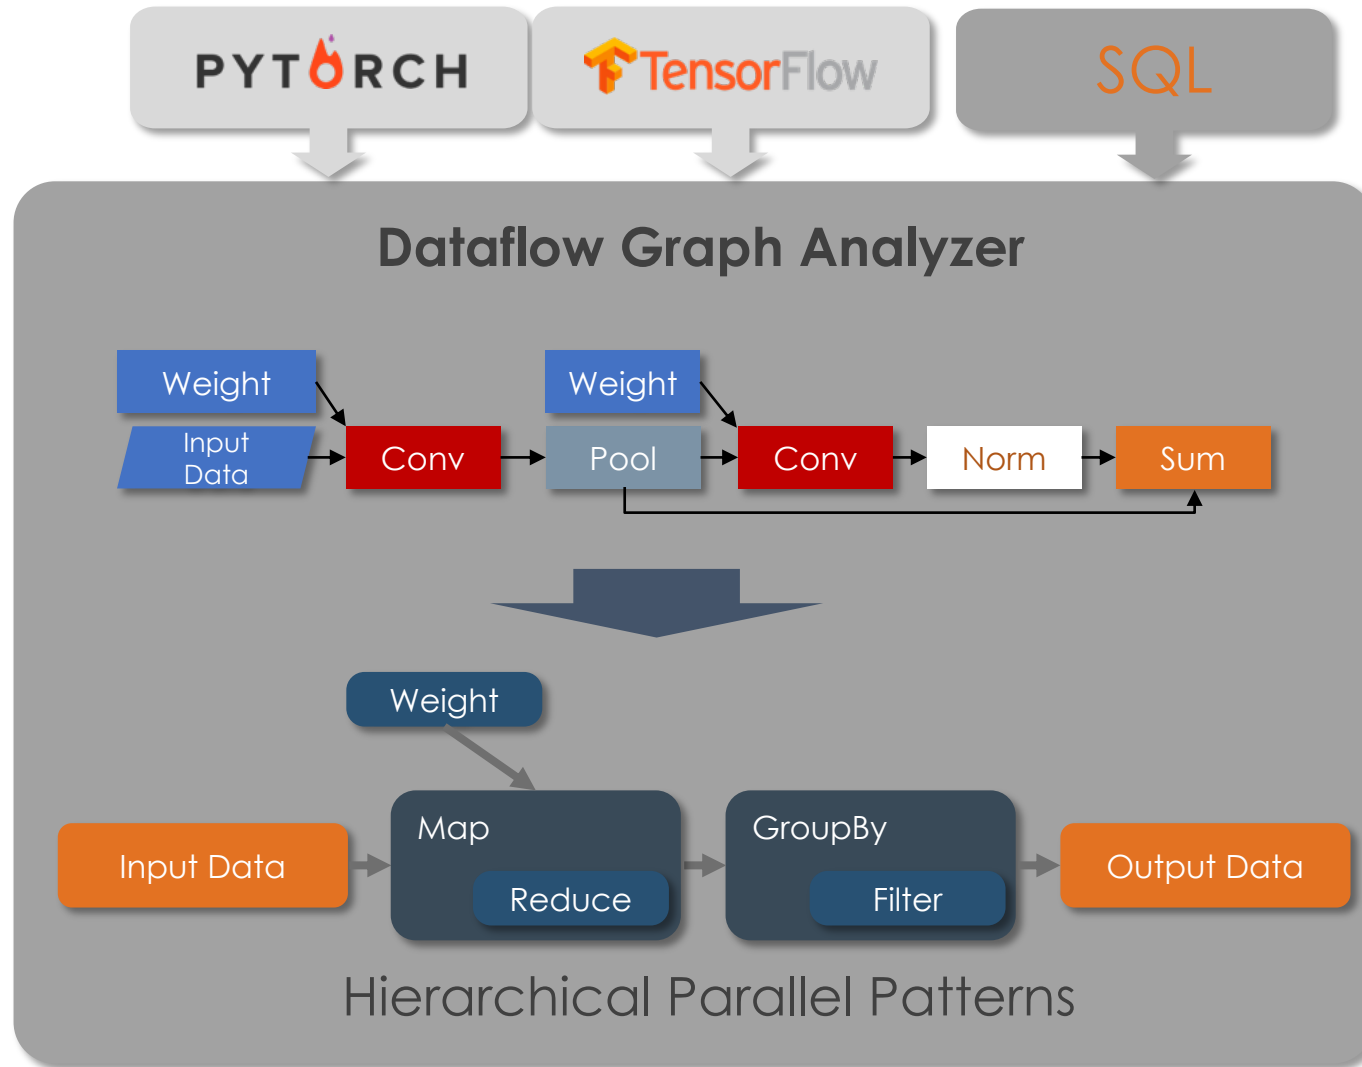 PYTORCH
TensorFlow
SQL
Dataflow Graph Analyzer
Weight
Weight
Input
Data
Conv
Pool
Conv
Norm
Sum
Weight
Map
GroupBy
Input Data
Output Data
Reduce
Filter
Hierarchical Parallel Patterns